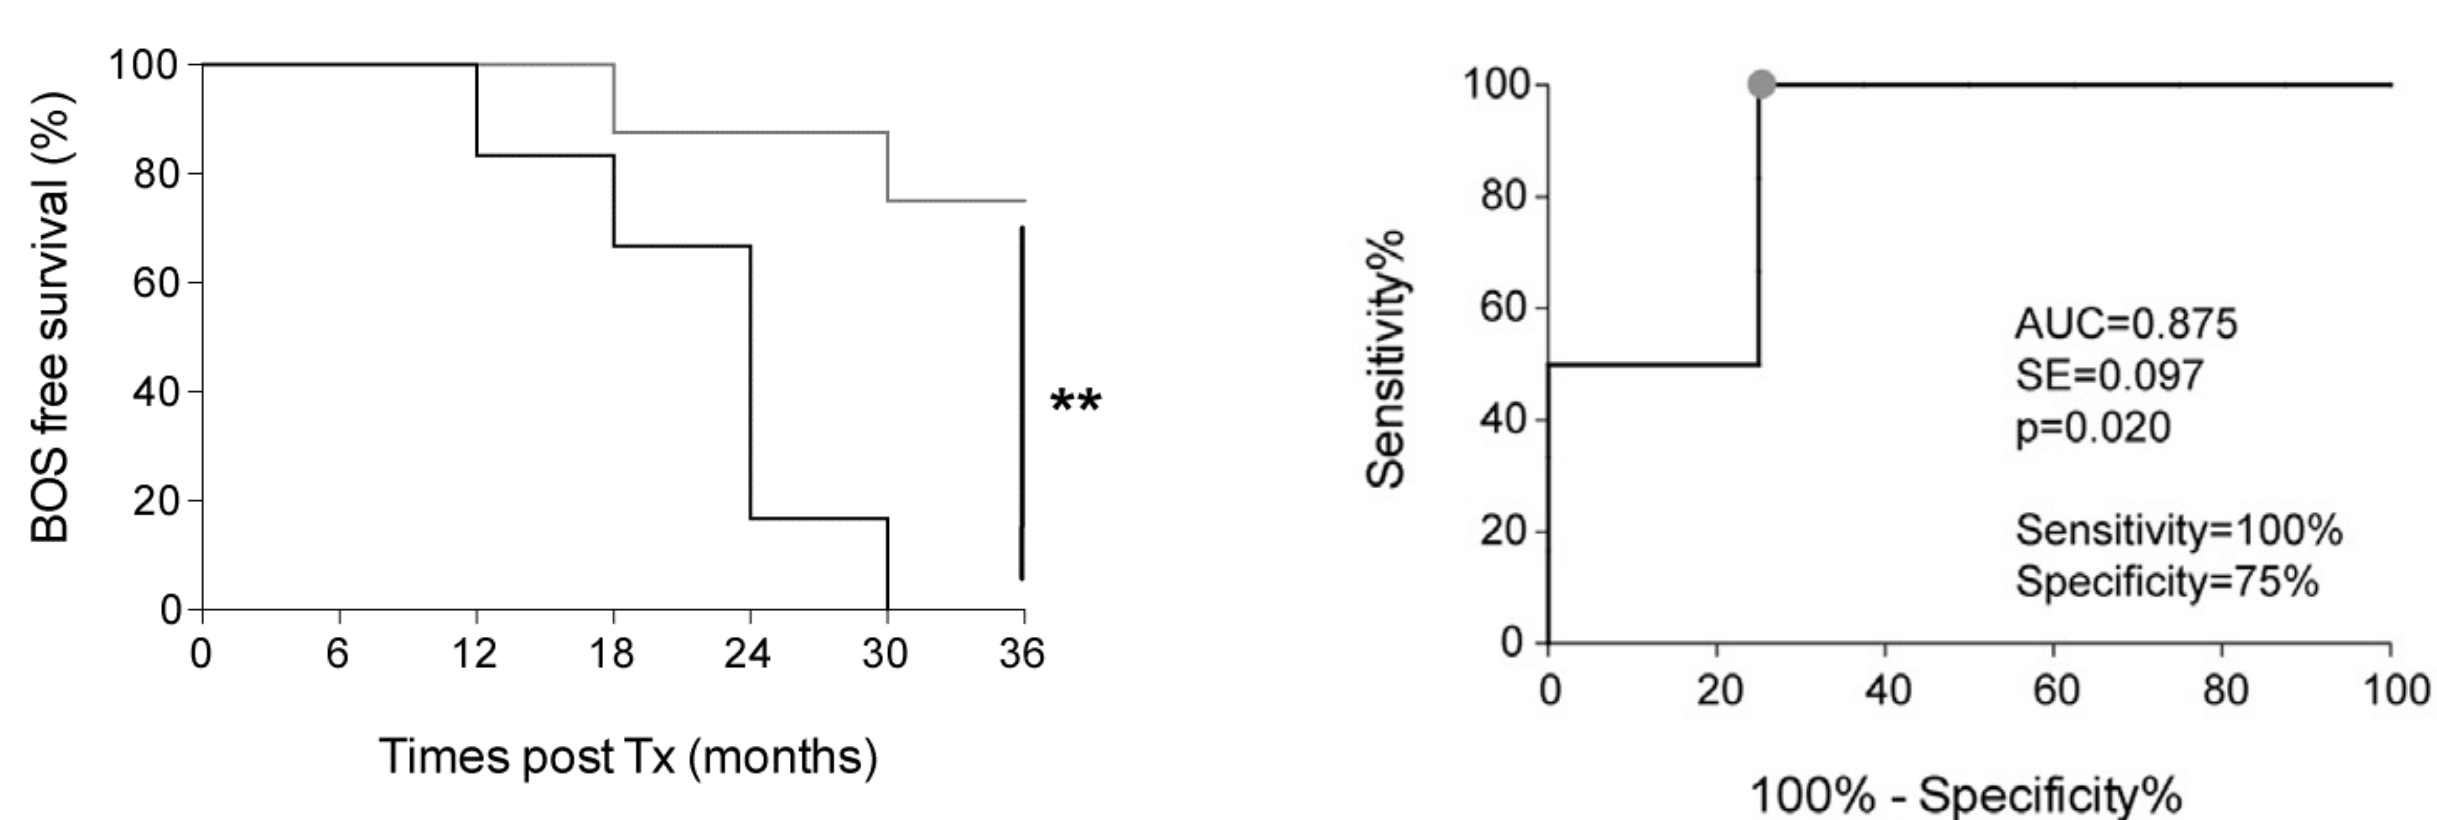 BOS free survival (%)
100
80
60
40
20
0
0 6 12 18 24 30 36
Times post Tx (months)
**
Sensitivity%
100
80
60
40
20
0
0 20 40 60 80 100
100% - Specificity%
AUC=0.875
SE=0.097
p=0.020
Sensitivity=100%
Specificity=75%